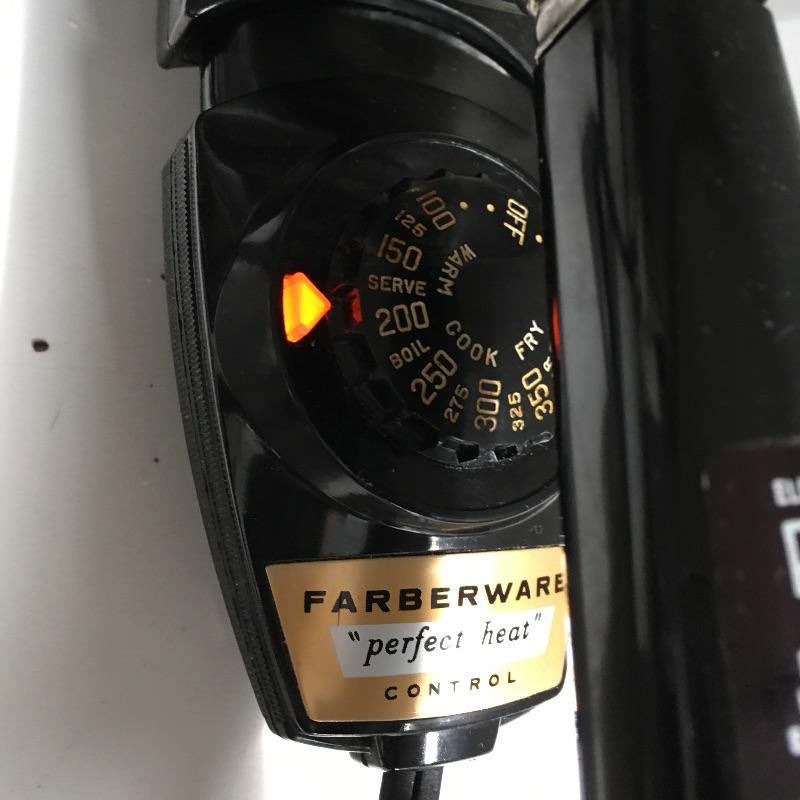 OFF
100
125
150
WARM
SERVE
200
BOIL
COOK
250
275
300
325
FRY
350
FARBERWARE
"perfect heat"
CONTROL